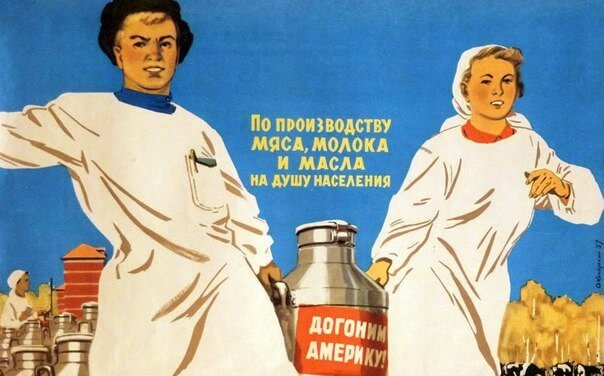 По производству
мяса, молока
и масла
на душу населения
ДОГОНИМ
АМЕРИКУ!